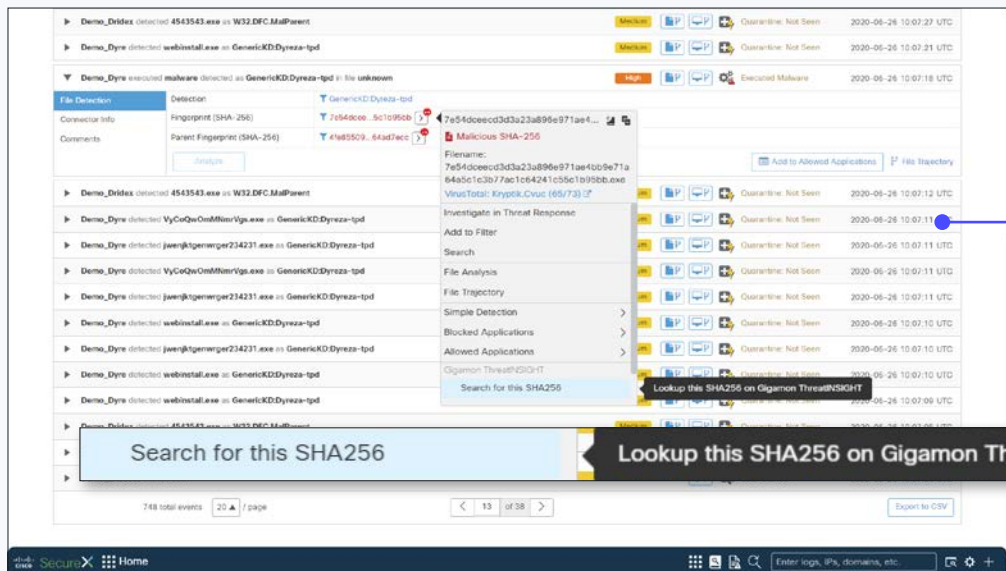 Demo_Dridex detected 4543543.exe as W32.DFC.MalParent Medium Quarantine: Not Seen 2020-06-26 10:07:27 UTC
Demo_Dyre detected webinstall.exe as GenericKD:Dyreza-tpd Medium Quarantine: Not Seen 2020-06-26 10:07:21 UTC
Demo_Dyre executed malware detected as GenericKD:Dyreza-tpd in file unknown High Executed Malware 2020-06-26 10:07:18 UTC
File Detection
Connector Info
Comments
Detection GenericKD:Dyreza-tpd
Fingerprint (SHA-256) 7e54dcee...5c1b95bb
Parent Fingerprint (SHA-256)
Analyze
Add to Allowed Applications File Trajectory
7e54dceecd3d3a23a896e971ae4...
Malicious SHA-256
Filename:
7e54dceecd3d3a23a896e971ae4bb9e71a
64a5c1c3b77ac1c64241c55c1b95bb.exe
VirusTotal: Kryptik.Cvuc (65/73)
Investigate in Threat Response
Add to Filter
Search
File Analysis
File Trajectory
Simple Detection
Blocked Applications
Allowed Applications
Gigamon ThreatINSIGHT
Search for this SHA256
Lookup this SHA256 on Gigamon ThreatINSIGHT
Demo_Dridex detected 4543543.exe as W32.DFC.MalParent Quarantine: Not Seen 2020-06-26 10:07:12 UTC
Demo_Dyre detected VyCoQwOmMNmrVgs.exe as GenericKD:Dyreza-tpd Quarantine: Not Seen 2020-06-26 10:07:11
Demo_Dyre detected jwenjktgenwrger234231.exe as GenericKD:Dyreza-tpd Quarantine: Not Seen 2020-06-26 10:07:11 UTC
Demo_Dyre detected VyCoQwOmMNmrVgs.exe as GenericKD:Dyreza-tpd Quarantine: Not Seen 2020-06-26 10:07:11 UTC
Demo_Dyre detected jwenjktgenwrger234231.exe as GenericKD:Dyreza-tpd Quarantine: Not Seen 2020-06-26 10:07:11 UTC
Demo_Dyre detected webinstall.exe as GenericKD:Dyreza-tpd Quarantine: Not Seen 2020-06-26 10:07:10 UTC
Demo_Dyre detected jwenjktgenwrger234231.exe as GenericKD:Dyreza-tpd Quarantine: Not Seen 2020-06-26 10:07:10 UTC
Demo_Dyre detected webinstall.exe as GenericKD:Dyreza-tpd 10:07:10 UTC
Demo_Dyre detected webinstall.exe as GenericKD:Dyreza-tpd 2020-06-26 10:07:09 UTC
Search for this SHA256
Lookup this SHA256 on Gigamon Th
748 total events 20 / page 13 of 38 Export to CSV
cisco SecureX Home Enter logs, IPs, domains, etc.